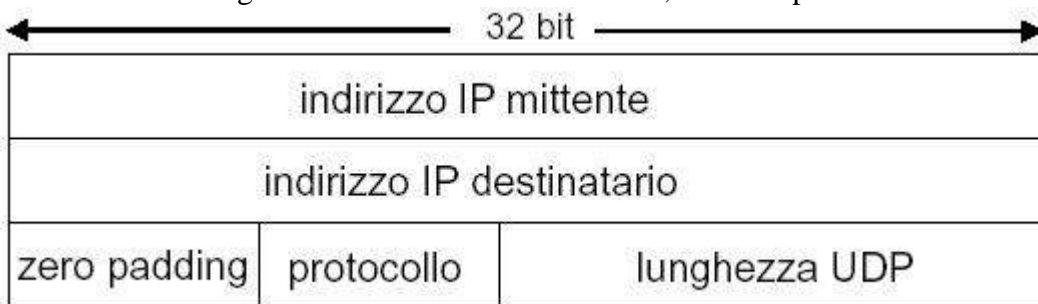 32 bit
indirizzo IP mittente
indirizzo IP destinatario
zero padding protocollo lunghezza UDP